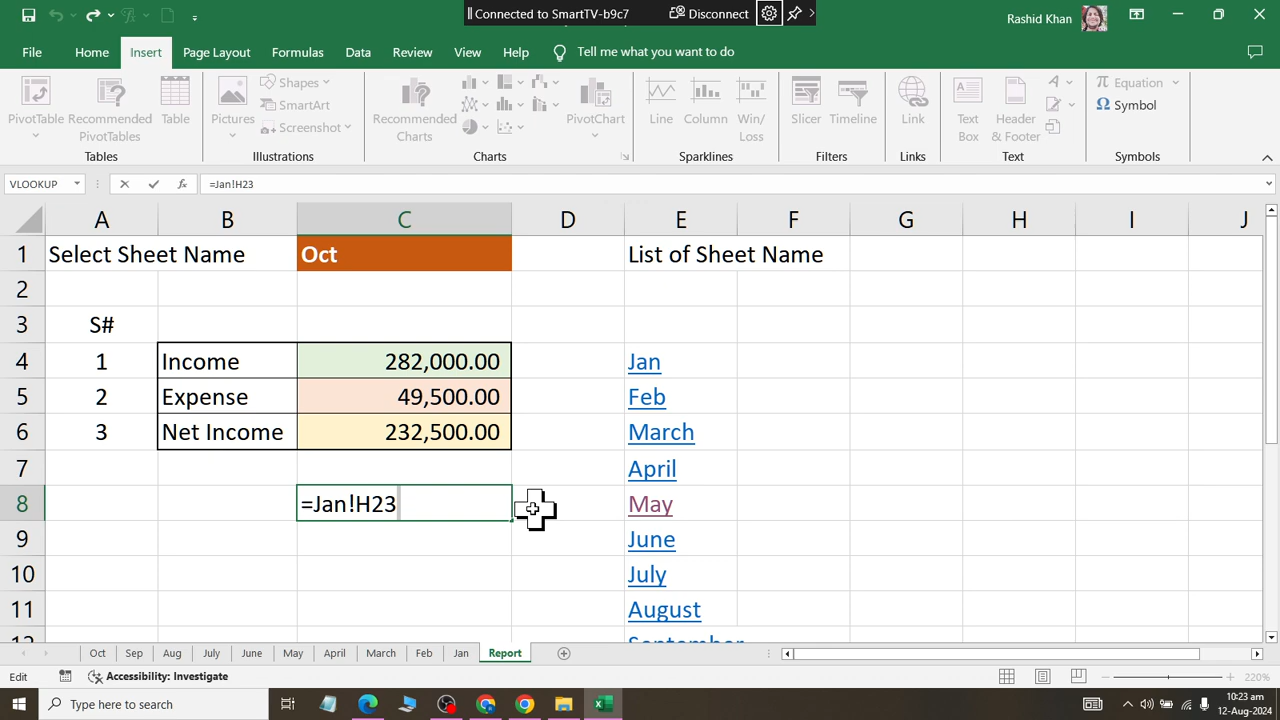 Connected to SmartTV-b9c7 Disconnect
Rashid Khan
File Home Insert Page Layout Formulas Data Review View Help Tell me what you want to do
PivotTable Recommended PivotTables Table
Pictures Shapes SmartArt Screenshot
Recommended Charts PivotChart
Line Column Win/Loss
Slicer Timeline
Link
Text Box Header & Footer
Equation Symbol
Tables Illustrations Charts Sparklines Filters Links Text Symbols
VLOOKUP fx =Jan!H23
A B C D E F G H I J
1 Select Sheet Name Oct List of Sheet Name
2
3 S#
4 1 Income 282,000.00 Jan
5 2 Expense 49,500.00 Feb
6 3 Net Income 232,500.00 March
7 April
8 =Jan!H23 May
9 June
10 July
11 August
12 September
Oct Sep Aug July June May April March Feb Jan Report
Edit Accessibility: Investigate 220%
Type here to search 10:23 am
12-Aug-2024